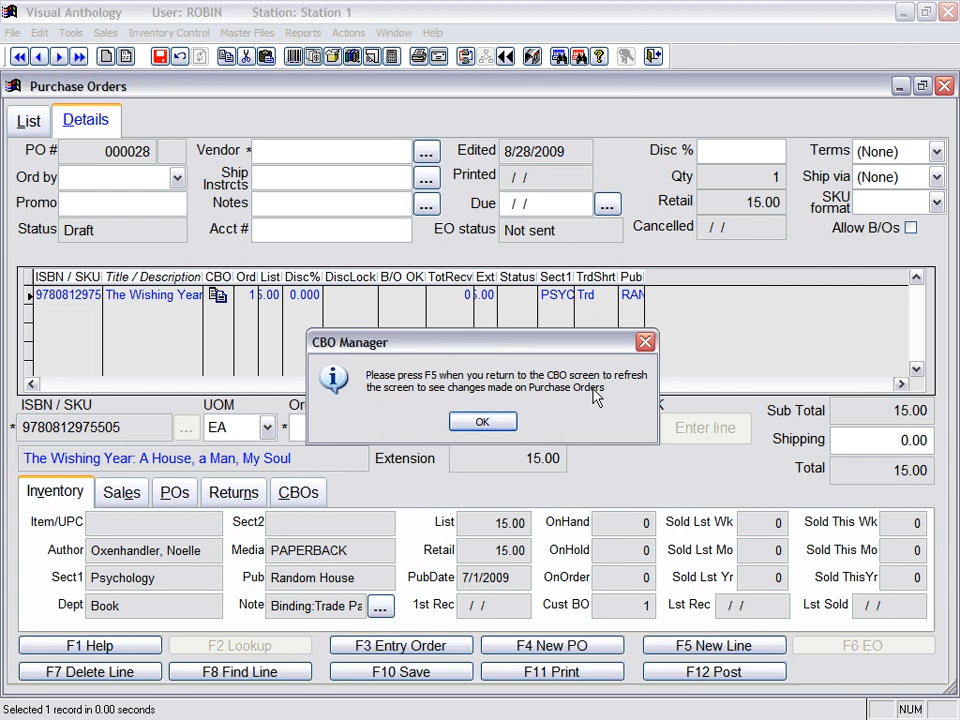 Visual Anthology User: ROBIN Station: Station 1
File Edit Tools Sales Inventory Control Master Files Reports Actions Window Help
Purchase Orders
List Details
PO # 000028 Vendor * ... Edited 8/28/2009 Disc % Terms (None)
Ord by Ship Instrcts ... Printed / / Qty 1 Ship via (None)
Promo Notes ... Due / / ... Retail 15.00 SKU format
Status Draft Acct # EO status Not sent Cancelled / / Allow B/Os
ISBN / SKU Title / Description CBO Ord List Disc% DiscLock B/O OK TotRecv Ext Status Sect1 TrdShrt Pub
9780812975 The Wishing Year 1 5.00 0.000 0 5.00 PSYC Trd RAN
CBO Manager
Please press F5 when you return to the CBO screen to refresh
the screen to see changes made on Purchase Orders
OK
ISBN / SKU UOM Or K Sub Total 15.00
* 9780812975505 ... EA * Enter line Shipping 0.00
The Wishing Year: A House, a Man, My Soul Extension 15.00 Total 15.00
Inventory Sales POs Returns CBOs
Item/UPC Sect2 List 15.00 OnHand 0 Sold Lst Wk 0 Sold This Wk 0
Author Oxenhandler, Noelle Media PAPERBACK Retail 15.00 OnHold 0 Sold Lst Mo 0 Sold This Mo 0
Sect1 Psychology Pub Random House PubDate 7/1/2009 OnOrder 0 Sold Lst Yr 0 Sold ThisYr 0
Dept Book Note Binding:Trade Pa ... 1st Rec / / Cust BO 1 Lst Rec / / Lst Sold / /
F1 Help F2 Lookup F3 Entry Order F4 New PO F5 New Line F6 EO
F7 Delete Line F8 Find Line F10 Save F11 Print F12 Post
Selected 1 record in 0.00 seconds NUM